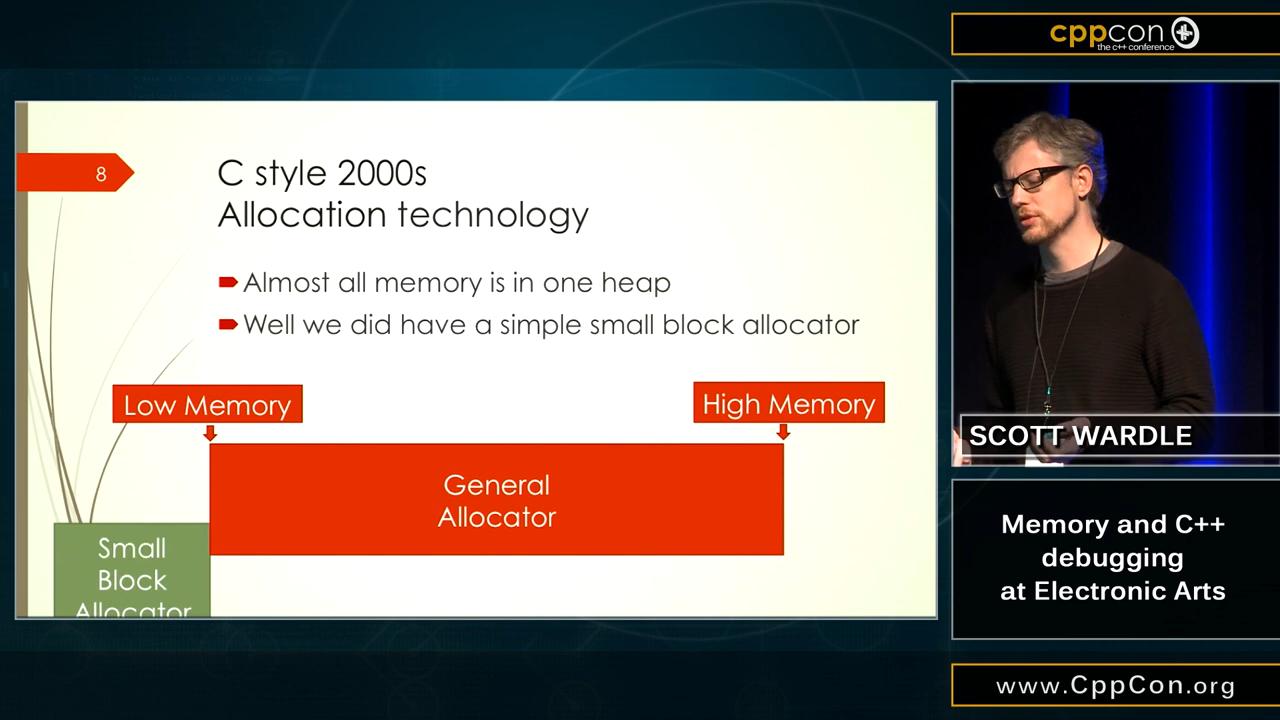 cppcon
the c++ conference
8
C style 2000s
Allocation technology
Almost all memory is in one heap
Well we did have a simple small block allocator
Low Memory
High Memory
General
Allocator
Small
Block
Allocator
SCOTT WARDLE
Memory and C++
debugging
at Electronic Arts
www.CppCon.org